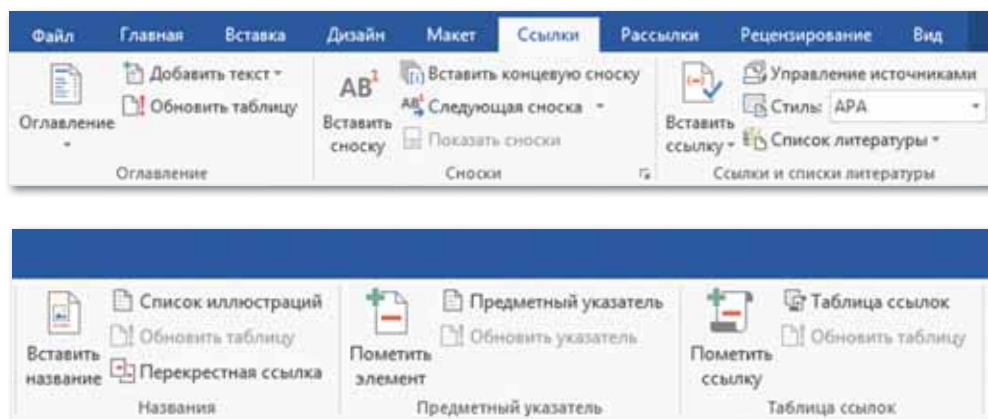 Файл Главная Вставка Дизайн Макет Ссылки Рассылки Рецензирование Вид
Оглавление
Добавить текст
Обновить таблицу
Оглавление
AB¹
Вставить
сноску
Вставить концевую сноску
Следующая сноска
Показать сноски
Сноски
Вставить
ссылку
Управление источниками
Стиль: APA
Список литературы
Ссылки и списки литературы
Вставить
название
Список иллюстраций
Обновить таблицу
Перекрестная ссылка
Названия
Пометить
элемент
Предметный указатель
Обновить указатель
Предметный указатель
Пометить
ссылку
Таблица ссылок
Обновить таблицу
Таблица ссылок